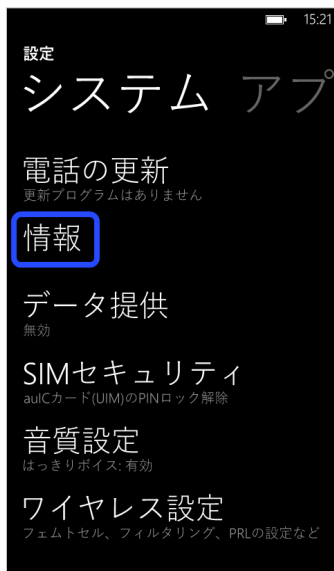 15:21
設定
システム アプ
電話の更新
更新プログラムはありません
情報
データ提供
無効
SIMセキュリティ
auICカード(UIM)のPINロック解除
音質設定
はっきりボイス: 有効
ワイヤレス設定
フェムトセル、フィルタリング、PRLの設定など